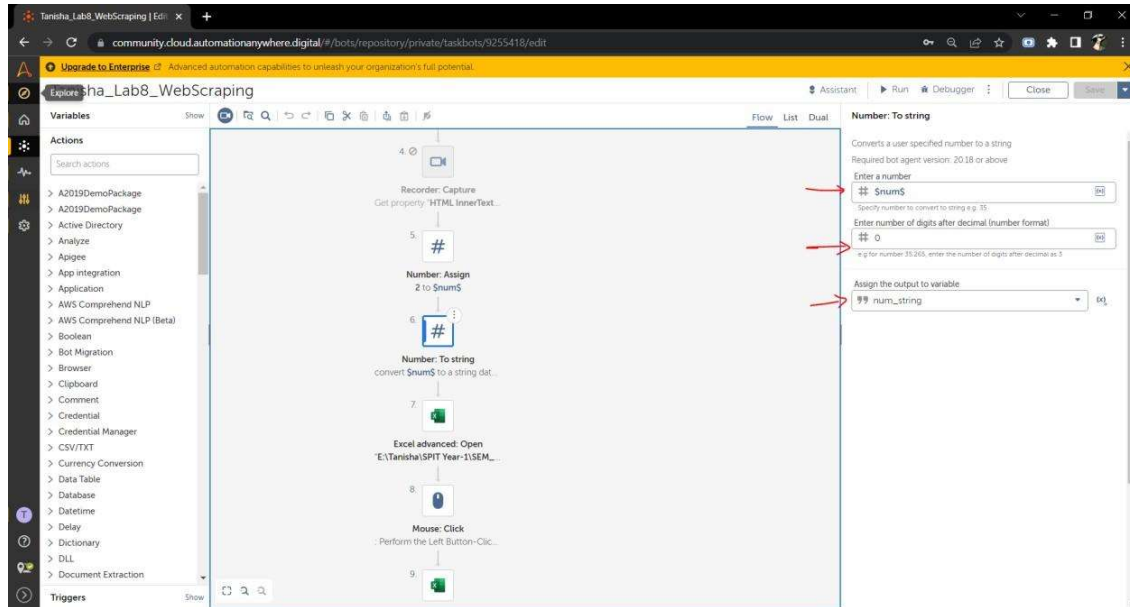 Tanisha_Lab8_WebScraping | Edit
community.cloud.automationanywhere.digital/#/bots/repository/private/taskbots/9255418/edit
Upgrade to Enterprise Advanced automation capabilities to unleash your organization's full potential.
Explore
sha_Lab8_WebScraping
Assistant Run Debugger Close Save
Variables Show
Flow List Dual
Actions
Search actions
A2019DemoPackage
A2019DemoPackage
Active Directory
Analyze
Apigee
App integration
Application
AWS Comprehend NLP
AWS Comprehend NLP (Beta)
Boolean
Bot Migration
Browser
Clipboard
Comment
Credential
Credential Manager
CSV/TXT
Currency Conversion
Data Table
Database
Datetime
Delay
Dictionary
DLL
Document Extraction
Triggers Show
T
4.
Recorder: Capture
Get property "HTML InnerText...
5.
#
Number: Assign
2 to $num$
6.
#
Number: To string
convert $num$ to a string dat...
7.
Excel advanced: Open
"E:\Tanisha\SPIT Year-1\SEM_...
8.
Mouse: Click
: Perform the Left Button-Clic...
9.
Number: To string
Converts a user specified number to a string
Required bot agent version: 20.18 or above
Enter a number
# $num$ (x)
Specify number to convert to string e.g. 35
Enter number of digits after decimal (number format)
# 0 (x)
e.g for number 35.265, enter the number of digits after decimal as 3
Assign the output to variable
num_string (x)